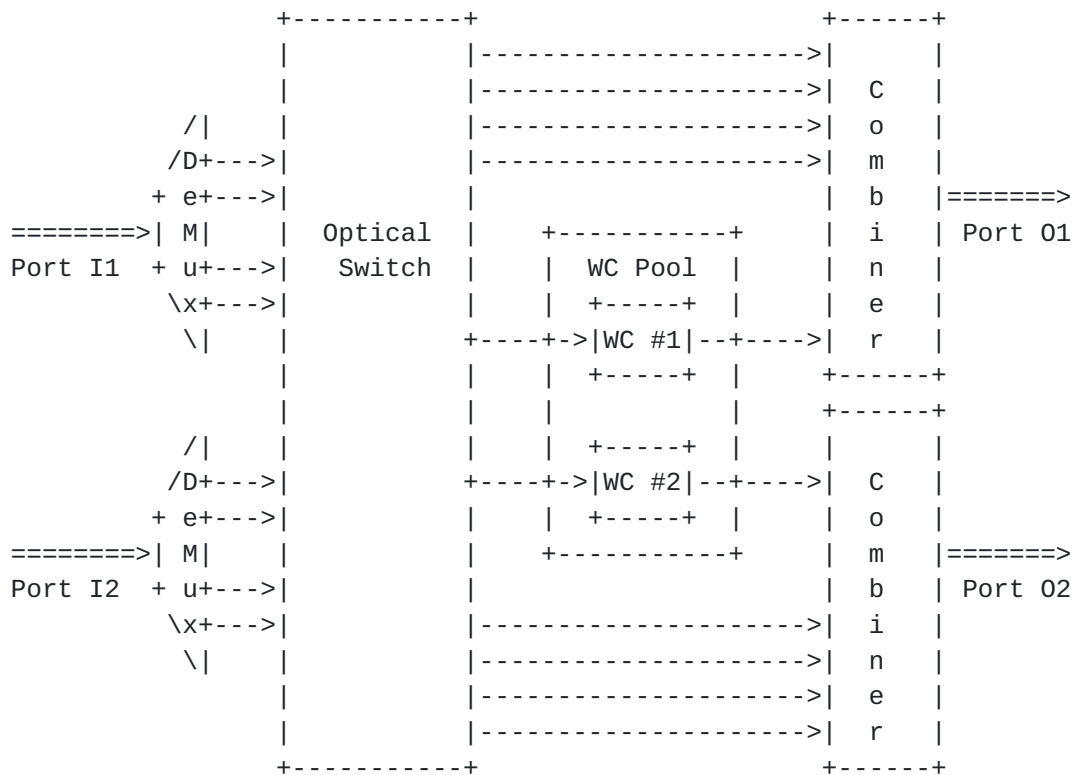 C
o
D m
e b
M Optical i Port O1
Port I1 u Switch WC Pool n
x e
WC #1 r
D WC #2 C
e o
M m
Port I2 u b Port O2
x i
n
e
r